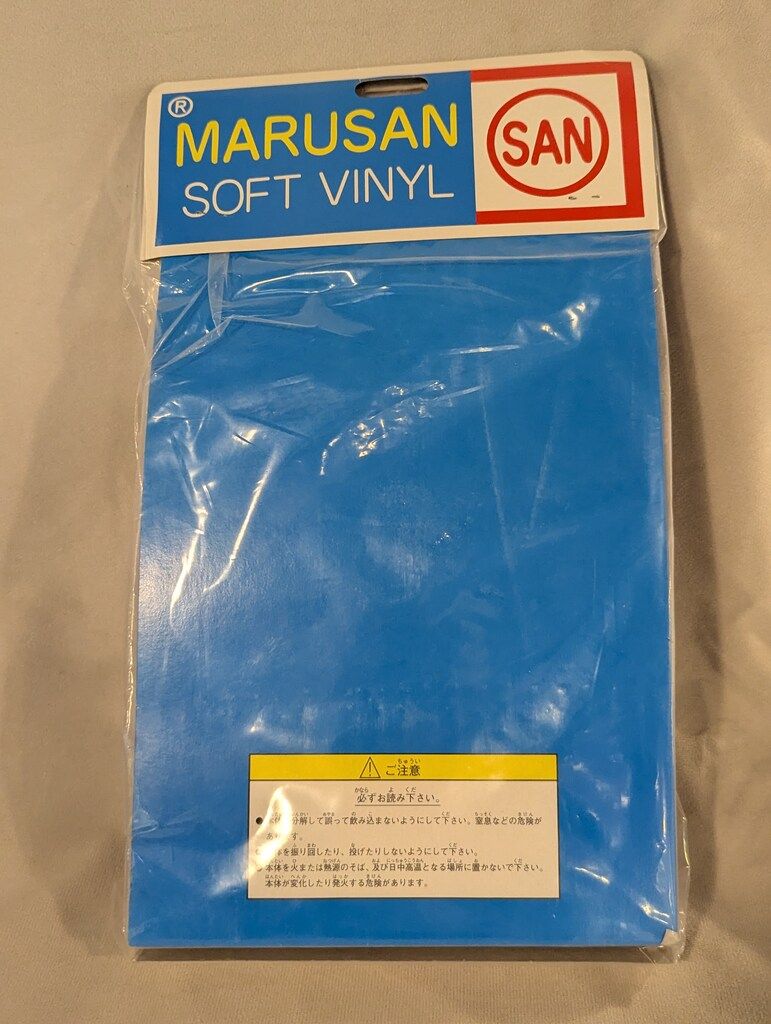 ®
MARUSAN
SOFT VINYL
SAN
ご注意
必ずお読み下さい。
分解して誤って飲み込まないようにして下さい。窒息などの危険が
あります。
体を振り回したり、投げたりしないようにして下さい。
本体を火または熱源のそば、及び日中高温となる場所に置かないで下さい。
本体が変化したり発火する危険があります。